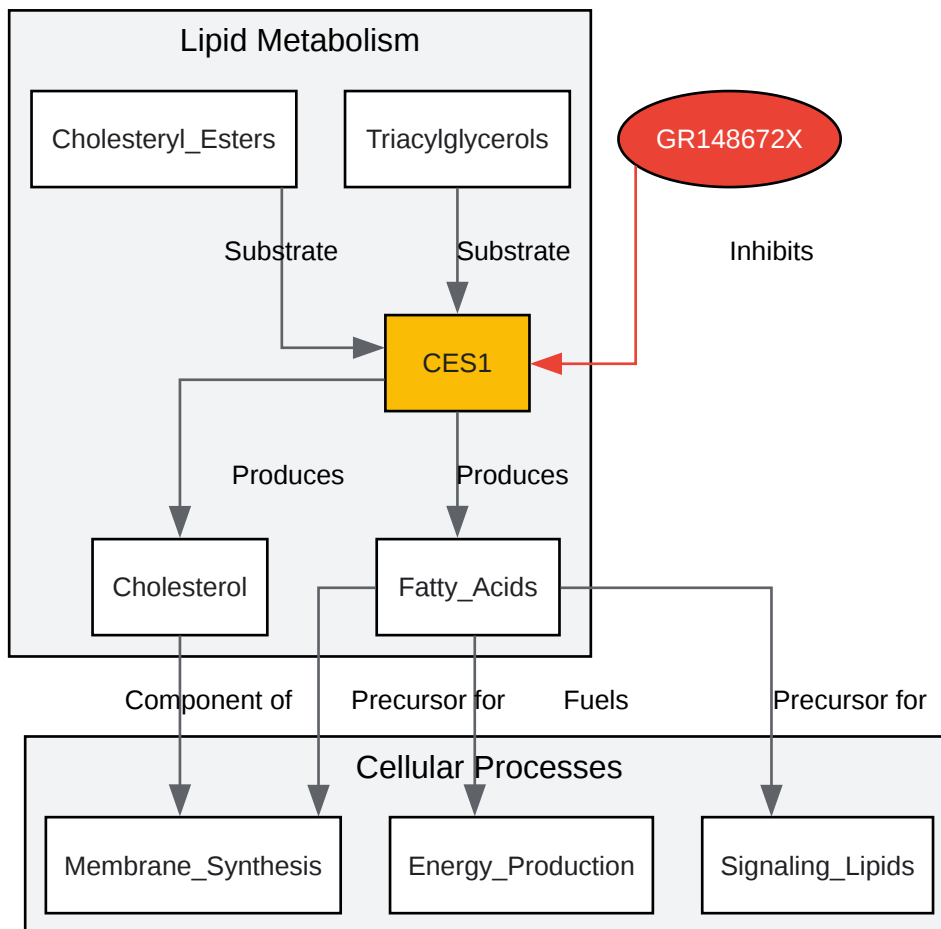 Lipid Metabolism
Cholesteryl_Esters
Triacylglycerols
GR148672X
Substrate
Substrate
Inhibits
CES1
Produces
Produces
Cholesterol
Fatty_Acids
Component of
Precursor for
Fuels
Precursor for
Cellular Processes
Membrane_Synthesis
Energy_Production
Signaling_Lipids